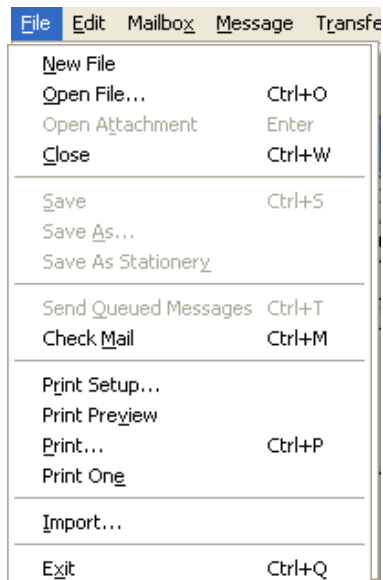 File Edit Mailbox Message Transfe
New File
Open File... Ctrl+O
Open Attachment Enter
Close Ctrl+W
Save Ctrl+S
Save As...
Save As Stationery
Send Queued Messages Ctrl+T
Check Mail Ctrl+M
Print Setup...
Print Preview
Print... Ctrl+P
Print One
Import...
Exit Ctrl+Q